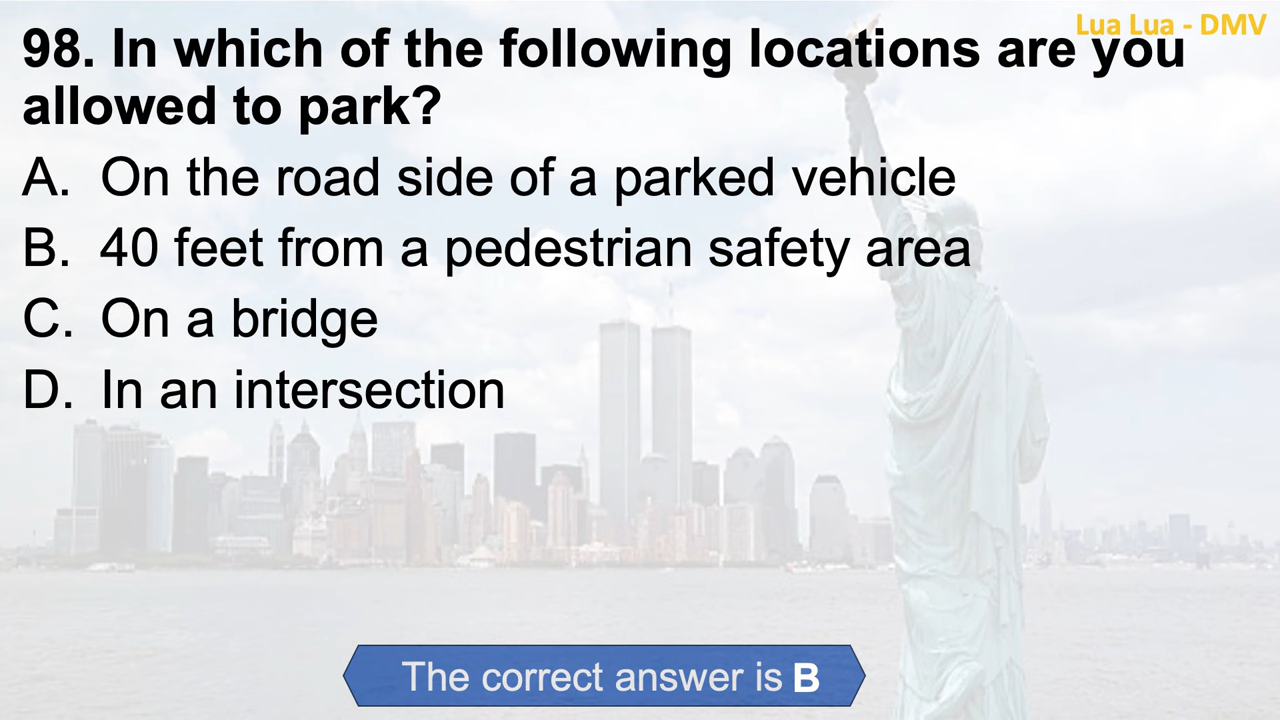 Lua Lua - DMV
98. In which of the following locations are you
allowed to park?
A. On the road side of a parked vehicle
B. 40 feet from a pedestrian safety area
C. On a bridge
D. In an intersection
The correct answer is B